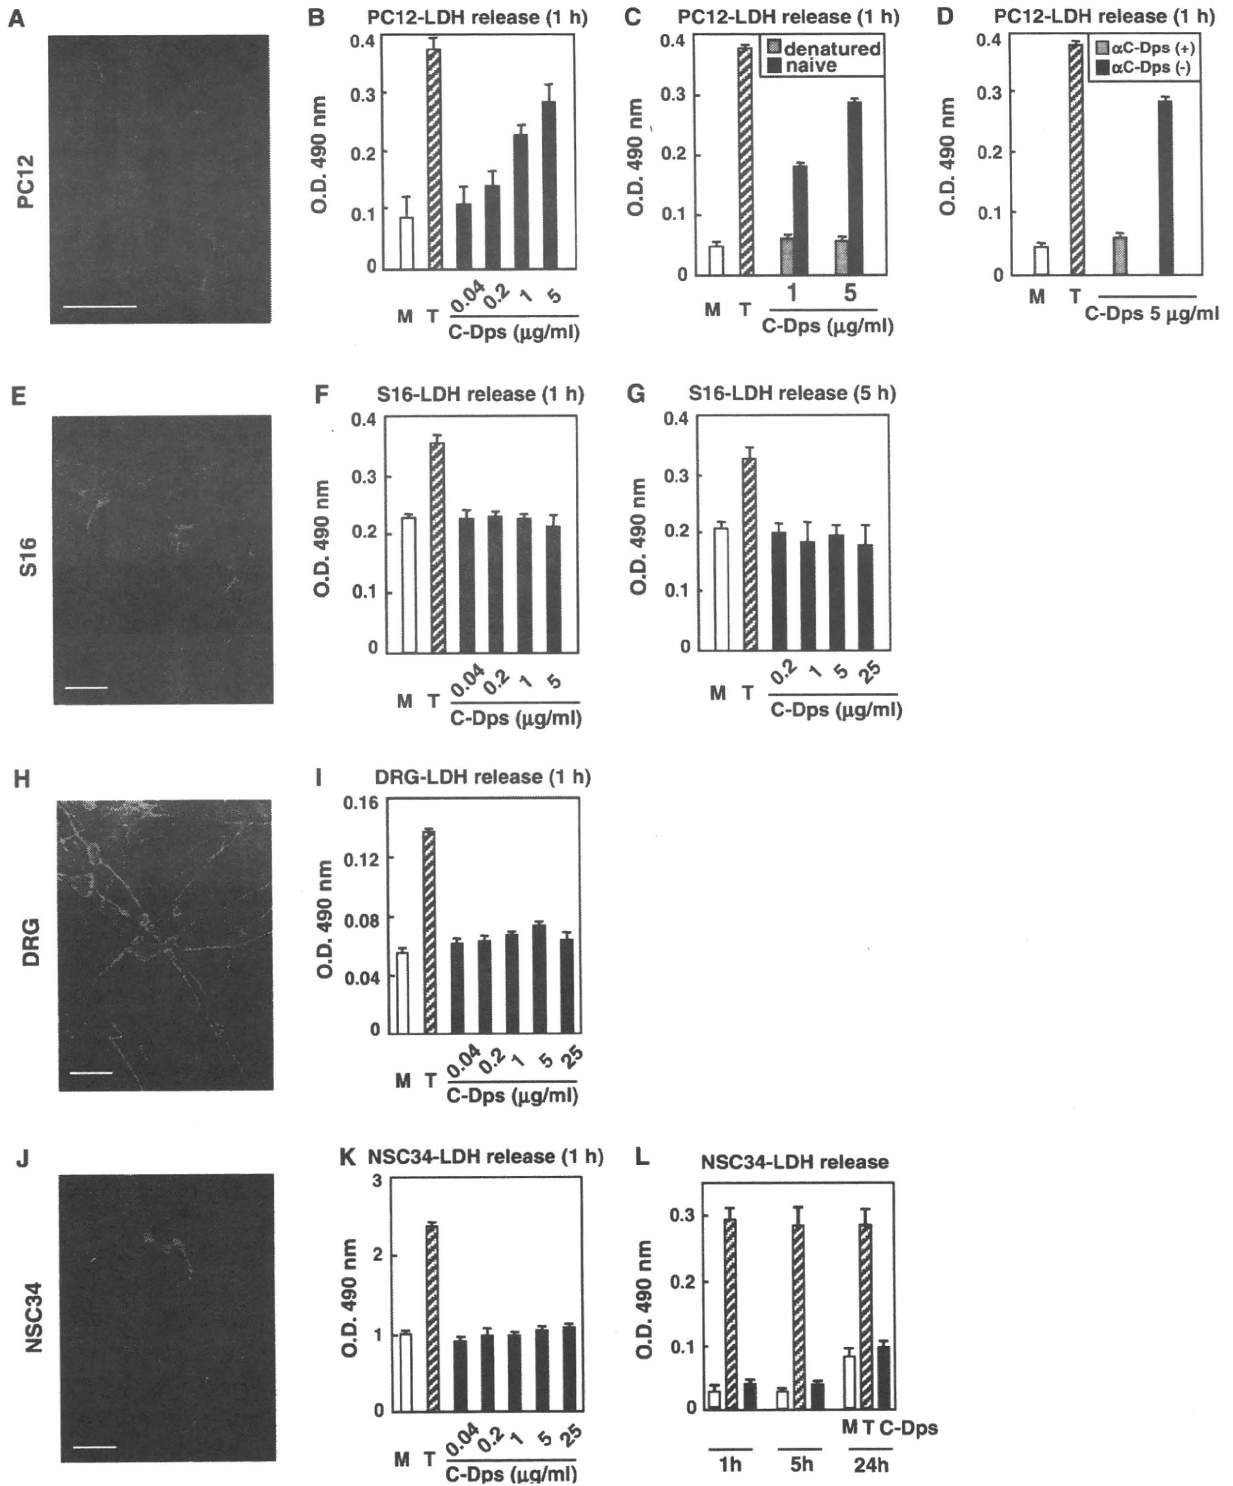 A
PC12
B PC12-LDH release (1 h)
O.D. 490 nm
0.4
0.3
0.2
0.1
0
M T 0.04 0.2 1 5
C-Dps (µg/ml)
C PC12-LDH release (1 h)
O.D. 490 nm
0.4
0.3
0.2
0.1
0
denatured
naive
M T 1 5
C-Dps (µg/ml)
D PC12-LDH release (1 h)
O.D. 490 nm
0.4
0.3
0.2
0.1
0
αC-Dps (+)
αC-Dps (-)
M T C-Dps 5 µg/ml
E
S16
F S16-LDH release (1 h)
O.D. 490 nm
0.4
0.3
0.2
0.1
0
M T 0.04 0.2 1 5
C-Dps (µg/ml)
G S16-LDH release (5 h)
O.D. 490 nm
0.4
0.3
0.2
0.1
0
M T 0.2 1 5 25
C-Dps (µg/ml)
H
DRG
I DRG-LDH release (1 h)
O.D. 490 nm
0.16
0.12
0.08
0.04
0
M T 0.04 0.2 1 5 25
C-Dps (µg/ml)
J
NSC34
K NSC34-LDH release (1 h)
O.D. 490 nm
3
2
1
0
M T 0.04 0.2 1 5 25
C-Dps (µg/ml)
L NSC34-LDH release
O.D. 490 nm
0.3
0.2
0.1
0
M T C-Dps
1h 5h 24h